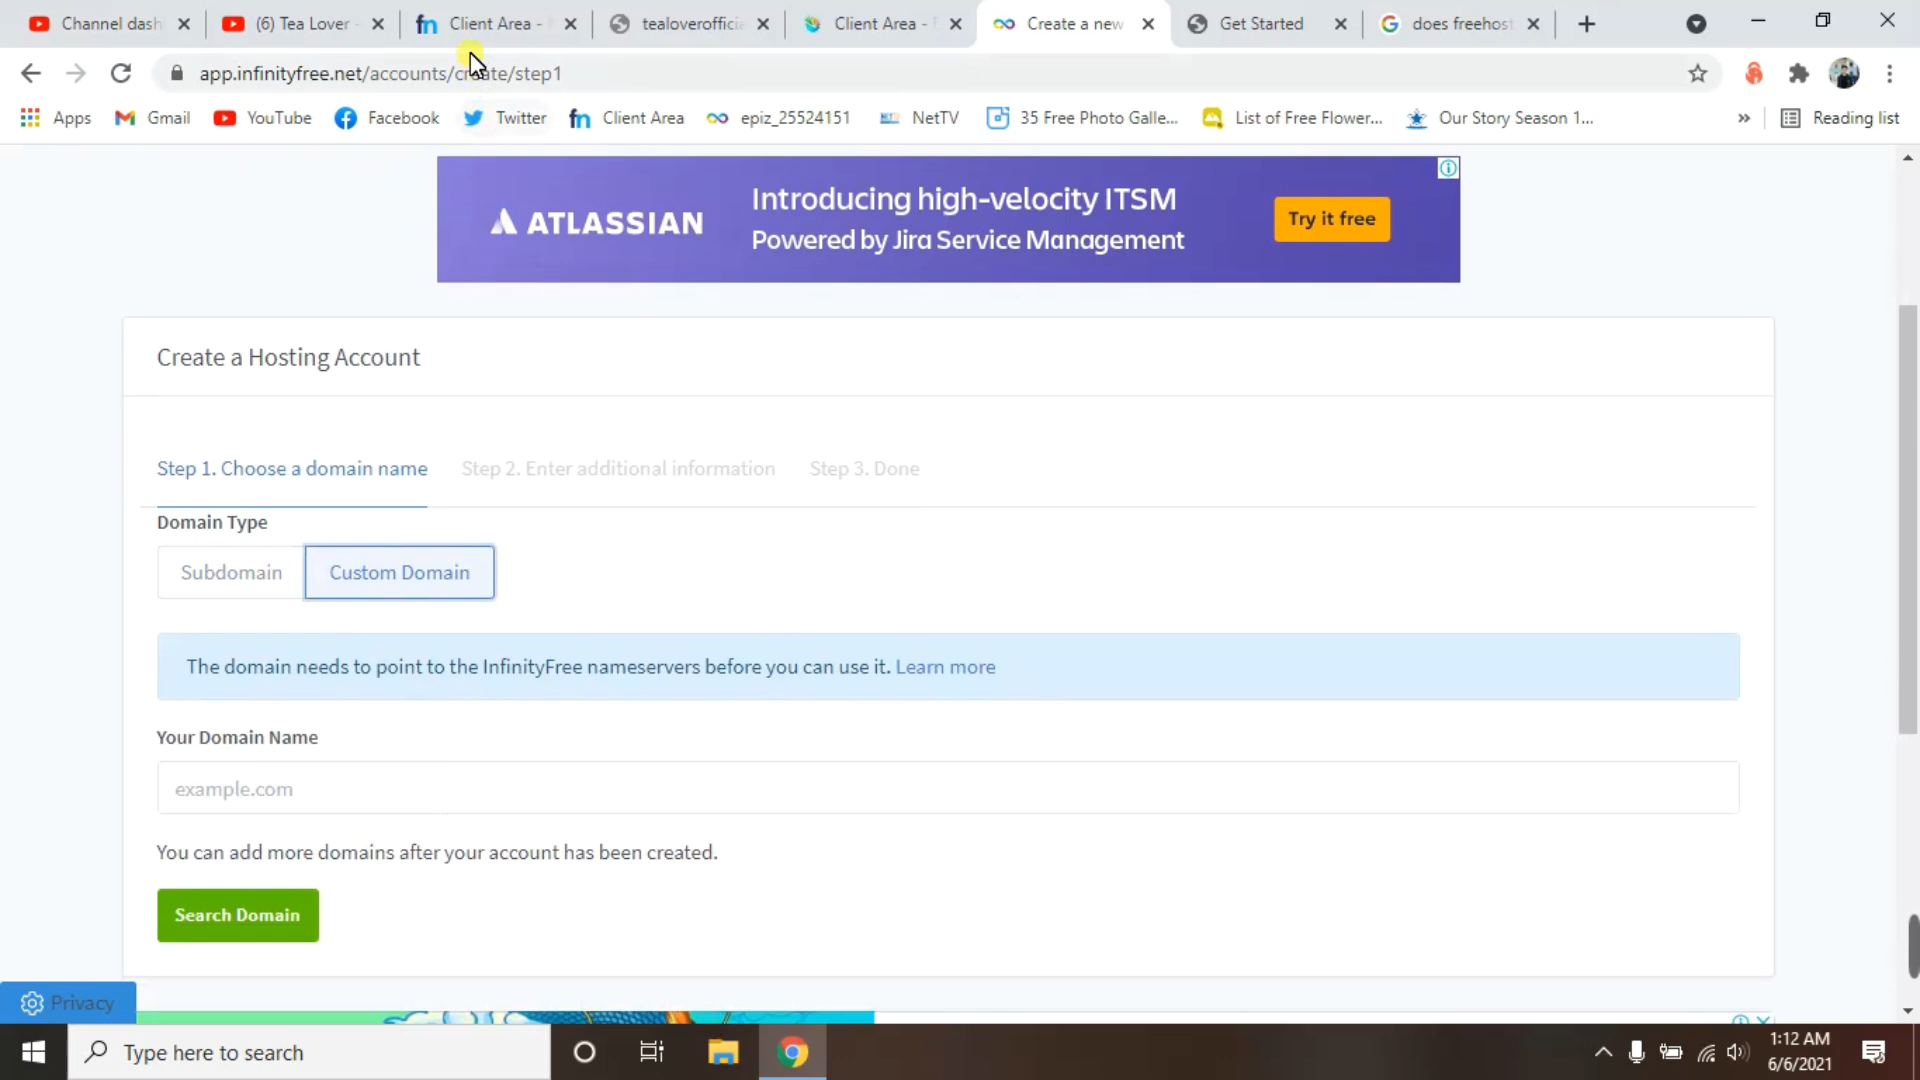 Channel dash
(6) Tea Lover -
Client Area -
tealoverofficia
Client Area -
Create a new
Get Started
does freehost
app.infinityfree.net/accounts/create/step1
Apps
Gmail
YouTube
Facebook
Twitter
Client Area
epiz_25524151
NetTV
35 Free Photo Galle...
List of Free Flower...
Our Story Season 1...
»
Reading list
ATLASSIAN
Introducing high-velocity ITSM
Powered by Jira Service Management
Try it free
Create a Hosting Account
Step 1. Choose a domain name
Step 2. Enter additional information
Step 3. Done
Domain Type
Subdomain
Custom Domain
The domain needs to point to the InfinityFree nameservers before you can use it. Learn more
Your Domain Name
example.com
You can add more domains after your account has been created.
Search Domain
Privacy
Type here to search
1:12 AM
6/6/2021